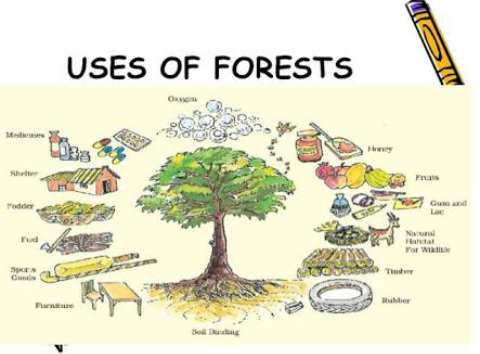 USES OF FORESTS
Oxygen
Medicines
Honey
Shelter
Fruits
Fodder
Gum and
Lac
Fuel
Natural
Habitat
For Wildlife
Sports
Goods
Timber
Furniture
Rubber
Soil Binding